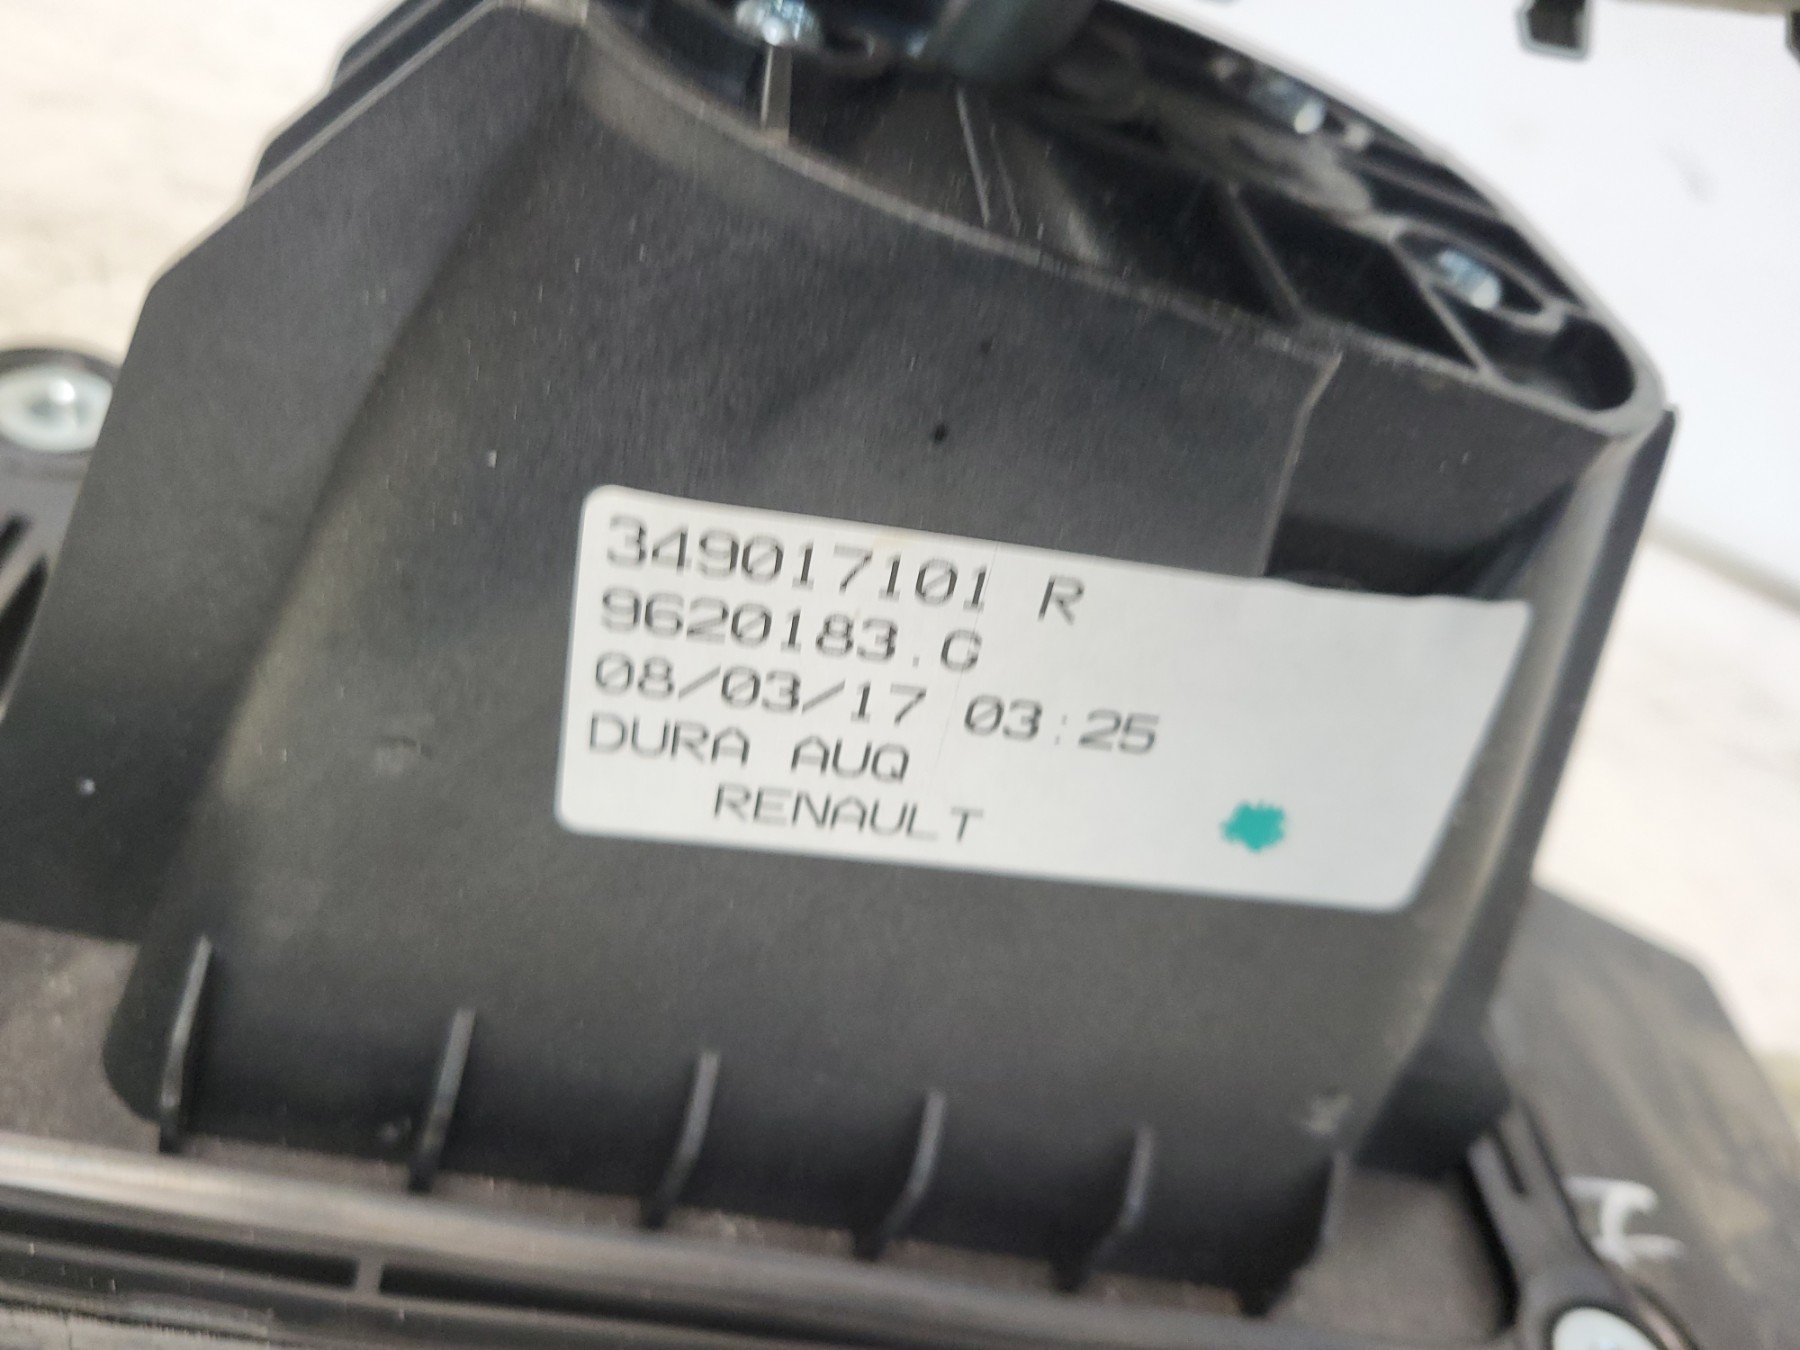 349017101 R
9620183.G
08/03/17 03:25
DURA AUQ
RENAULT